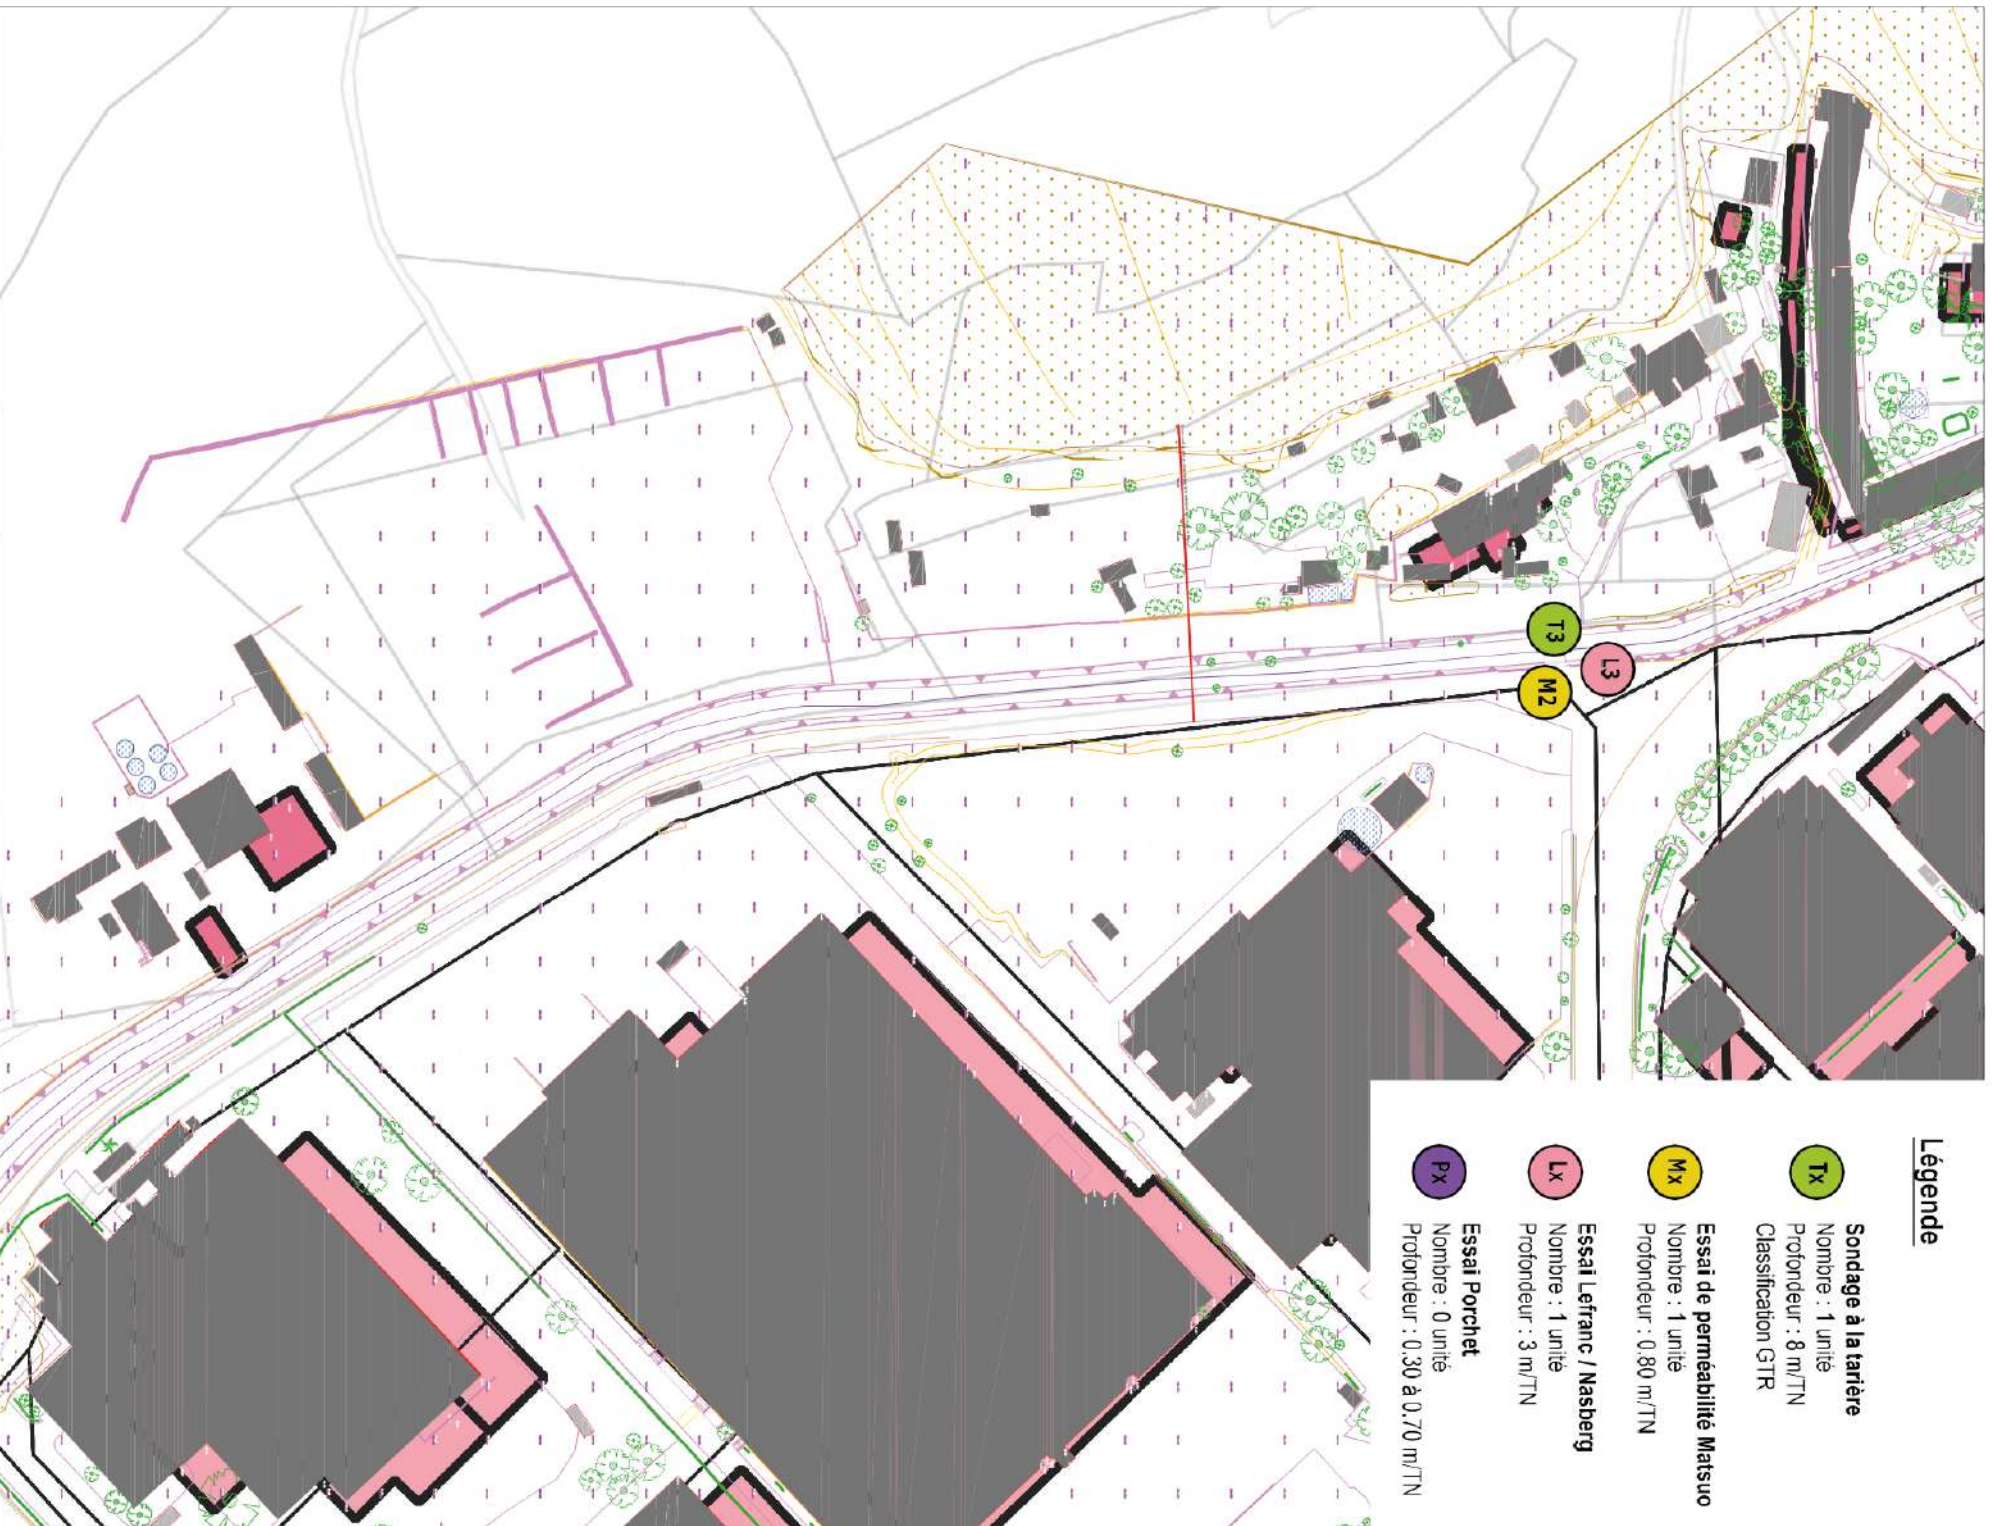 T3
L3
M2
Légende
Tx
Sondage à la tarière
Nombre : 1 unité
Profondeur : 8 m/TN
Classification GTR
Mx
Essai de perméabilité Matsuo
Nombre : 1 unité
Profondeur : 0.80 m/TN
Lx
Essai Lefranc / Nasberg
Nombre : 1 unité
Profondeur : 3 m/TN
Px
Essai Porchet
Nombre : 0 unité
Profondeur : 0.30 à 0.70 m/TN